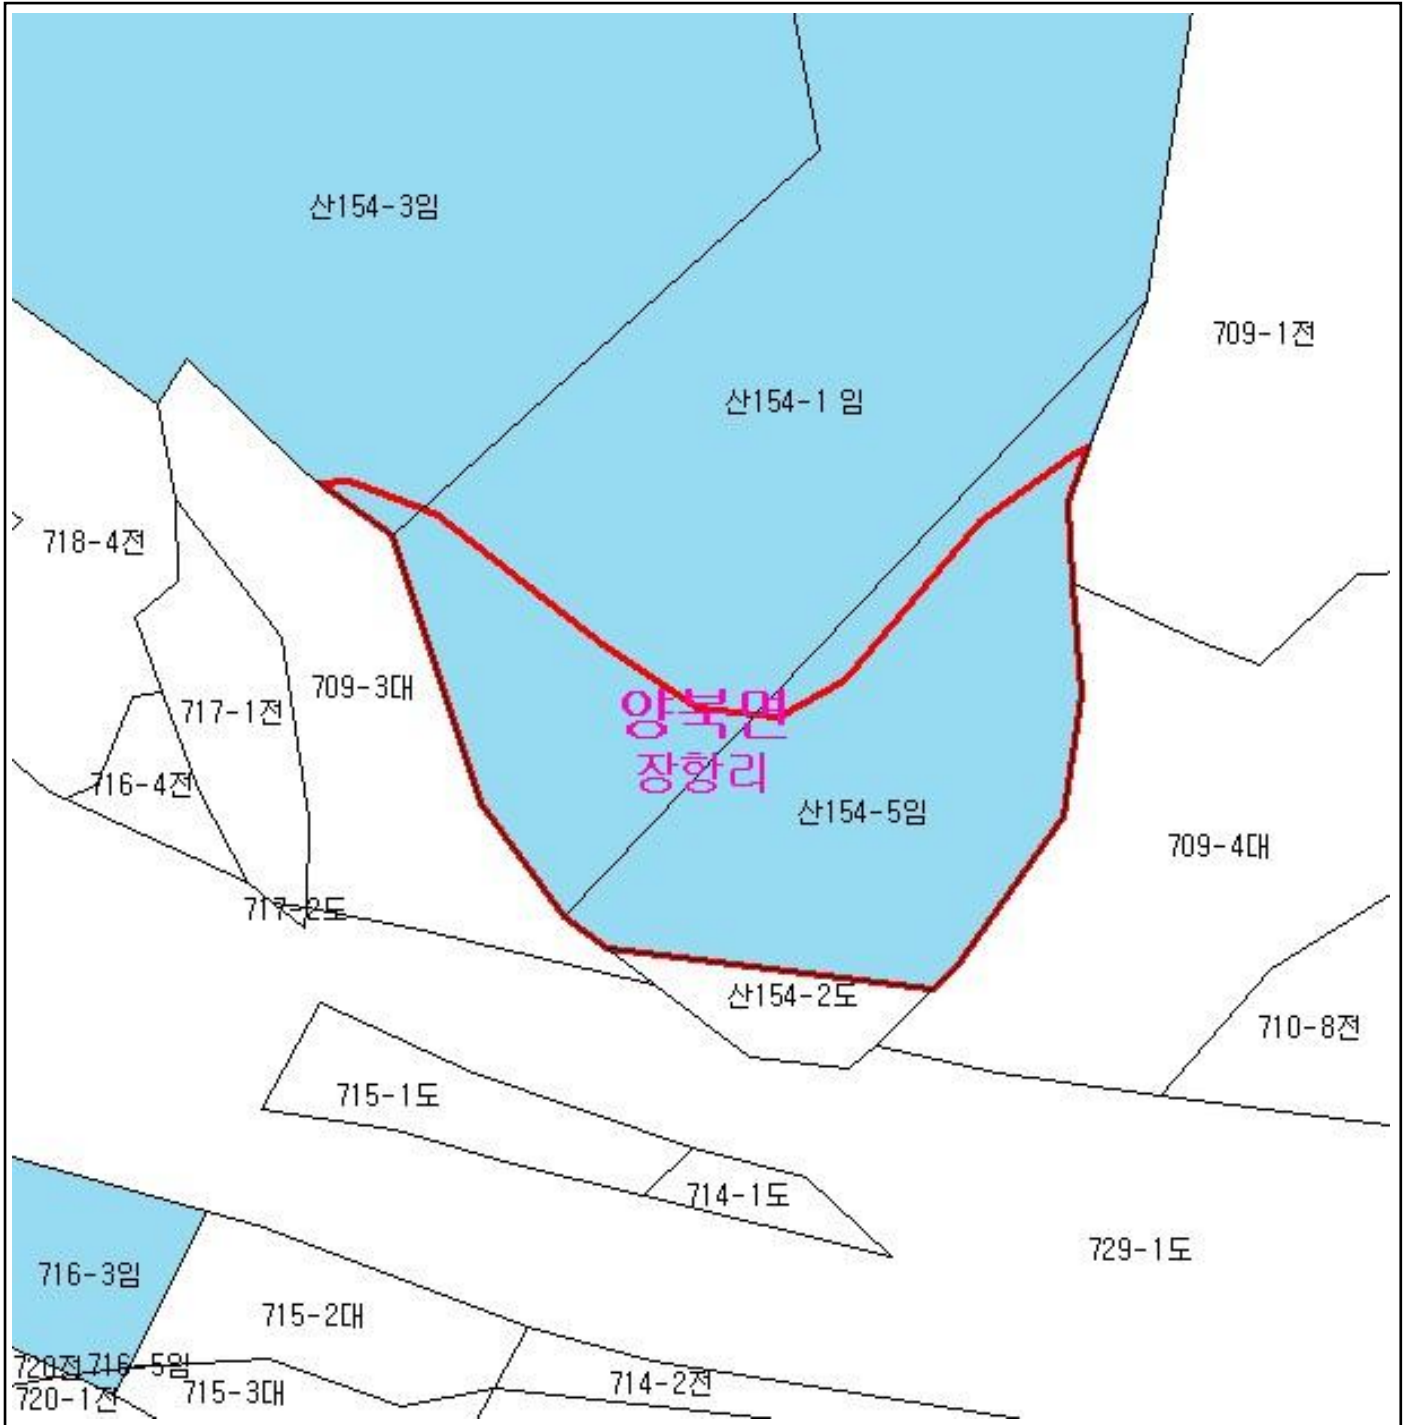 산154-3임
709-1전
산154-1 임
718-4전
709-3대
717-1전
양북면
장항리
716-4전
산154-5임
709-4대
717-2도
산154-2도
710-8전
715-1도
714-1도
729-1도
716-3임
715-2대
720전
716-5임
714-2전
720-1전
715-3대